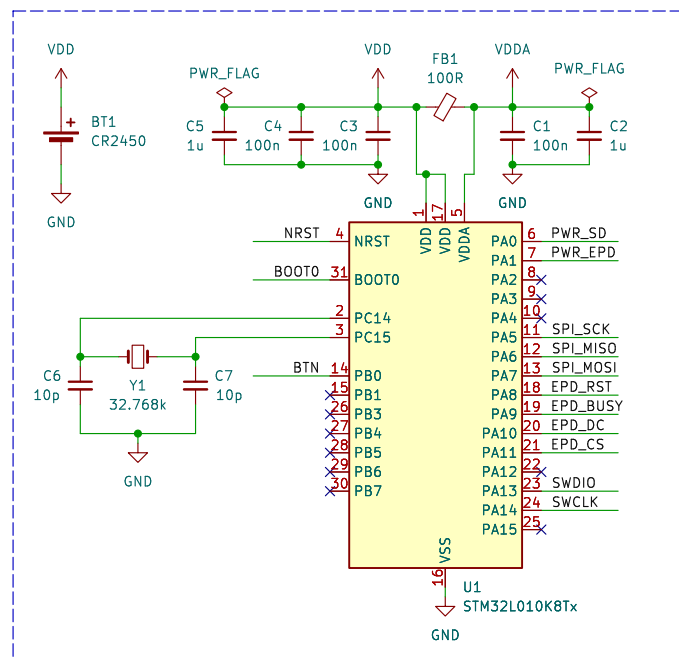 VDD
BT1
CR2450
+
GND
PWR_FLAG
VDD
FB1
100R
VDDA
PWR_FLAG
C5
1u
C4
100n
C3
100n
C1
100n
C2
1u
GND
GND
1
17
5
VDD
VDD
VDDA
NRST
4
NRST
BOOT0
31
BOOT0
2
PC14
3
PC15
BTN
14
PB0
15
PB1
26
PB3
27
PB4
28
PB5
29
PB6
30
PB7
PA0
6
PWR_SD
PA1
7
PWR_EPD
PA2
8
PA3
9
PA4
10
PA5
11
SPI_SCK
PA6
12
SPI_MISO
PA7
13
SPI_MOSI
PA8
18
EPD_RST
PA9
19
EPD_BUSY
PA10
20
EPD_DC
PA11
21
EPD_CS
PA12
22
PA13
23
SWDIO
PA14
24
SWCLK
PA15
25
C6
10p
Y1
32.768k
C7
10p
GND
VSS
16
U1
STM32L010K8Tx
GND